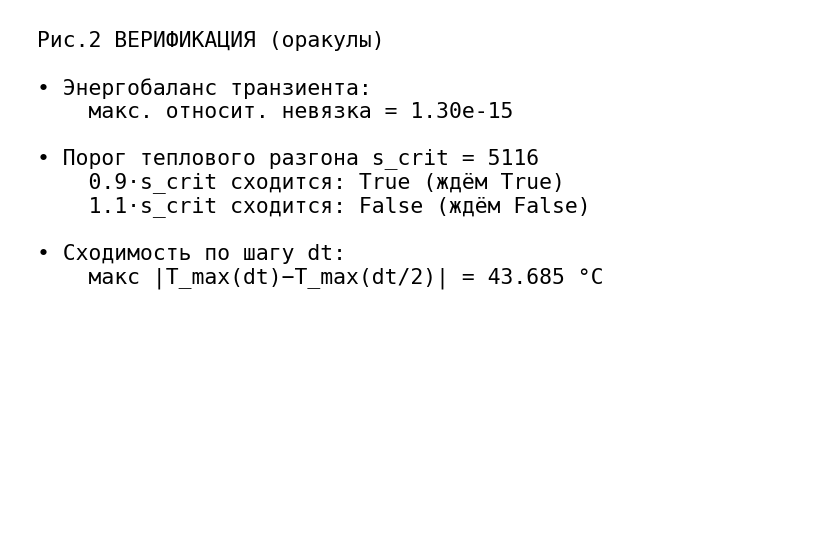 Рис.2 ВЕРИФИКАЦИЯ (оракулы)
• Энергобаланс транзиента:
макс. относит. невязка = 1.30e-15
• Порог теплового разгона s_crit = 5116
0.9·s_crit сходится: True (ждём True)
1.1·s_crit сходится: False (ждём False)
• Сходимость по шагу dt:
макс |T_max(dt)−T_max(dt/2)| = 43.685 °C